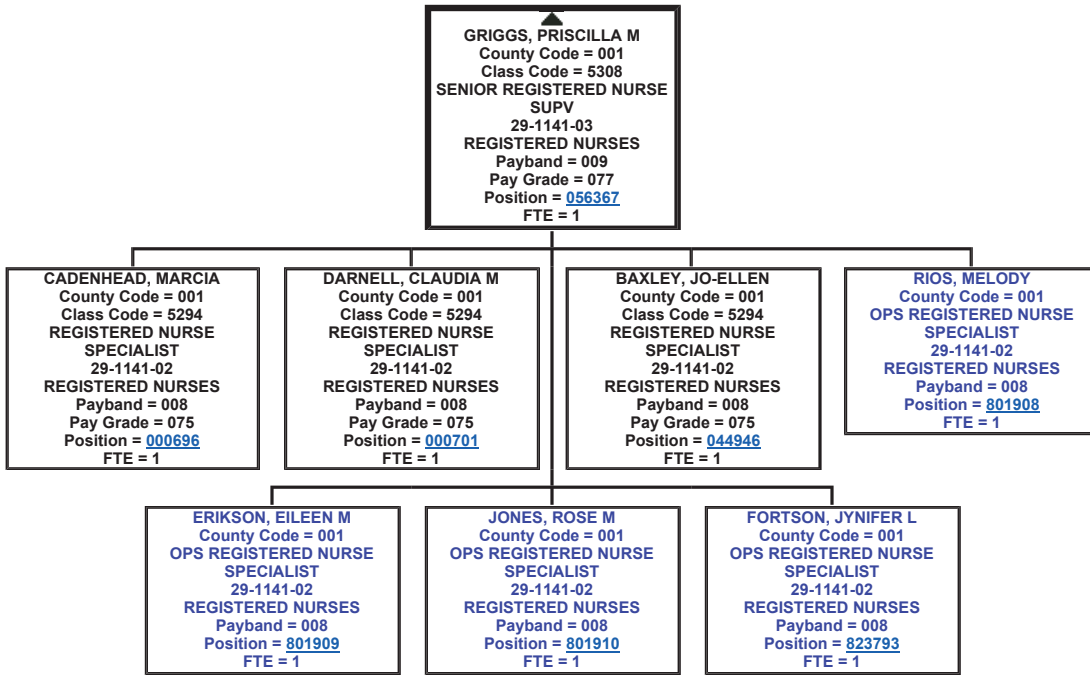 GRIGGS, PRISCILLA M
County Code = 001
Class Code = 5308
SENIOR REGISTERED NURSE
SUPV
29-1141-03
REGISTERED NURSES
Payband = 009
Pay Grade = 077
Position = 056367
FTE = 1
CADENHEAD, MARCIA
County Code = 001
Class Code = 5294
REGISTERED NURSE
SPECIALIST
29-1141-02
REGISTERED NURSES
Payband = 008
Pay Grade = 075
Position = 000696
FTE = 1
DARNELL, CLAUDIA M
County Code = 001
Class Code = 5294
REGISTERED NURSE
SPECIALIST
29-1141-02
REGISTERED NURSES
Payband = 008
Pay Grade = 075
Position = 000701
FTE = 1
BAXLEY, JO-ELLEN
County Code = 001
Class Code = 5294
REGISTERED NURSE
SPECIALIST
29-1141-02
REGISTERED NURSES
Payband = 008
Pay Grade = 075
Position = 044946
FTE = 1
RIOS, MELODY
County Code = 001
OPS REGISTERED NURSE
SPECIALIST
29-1141-02
REGISTERED NURSES
Payband = 008
Position = 801908
FTE = 1
ERIKSON, EILEEN M
County Code = 001
OPS REGISTERED NURSE
SPECIALIST
29-1141-02
REGISTERED NURSES
Payband = 008
Position = 801909
FTE = 1
JONES, ROSE M
County Code = 001
OPS REGISTERED NURSE
SPECIALIST
29-1141-02
REGISTERED NURSES
Payband = 008
Position = 801910
FTE = 1
FORTSON, JYNIFER L
County Code = 001
OPS REGISTERED NURSE
SPECIALIST
29-1141-02
REGISTERED NURSES
Payband = 008
Position = 823793
FTE = 1